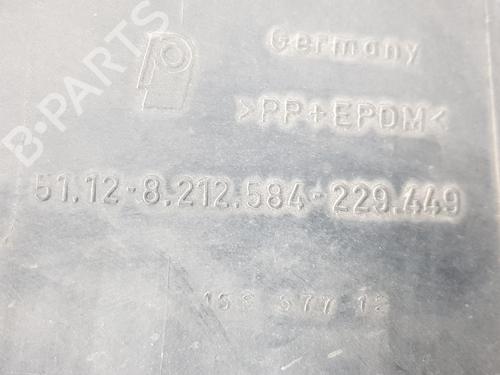 Germany
>PP+EPDM<
51.12-8.212.584-229.449
B-PARTS